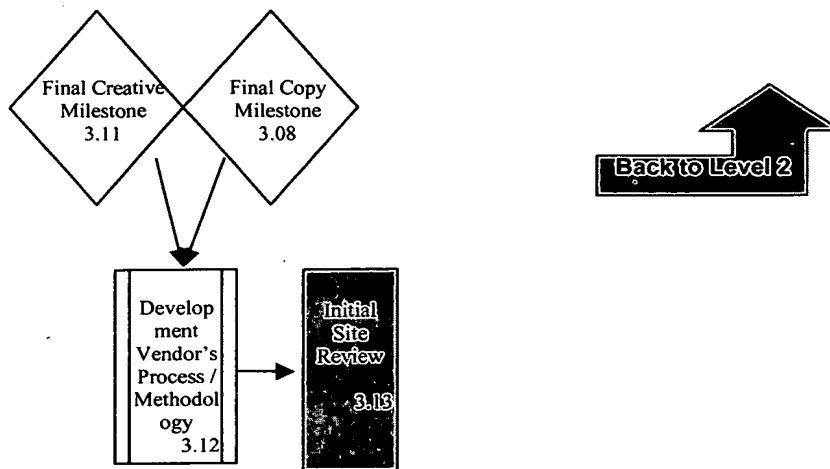 Final Creative
Milestone
3.11
Final Copy
Milestone
3.08
Back to Level 2
Develop
ment
Vendor's
Process /
Methodol
ogy
3.12
Initial
Site
Review
3.13